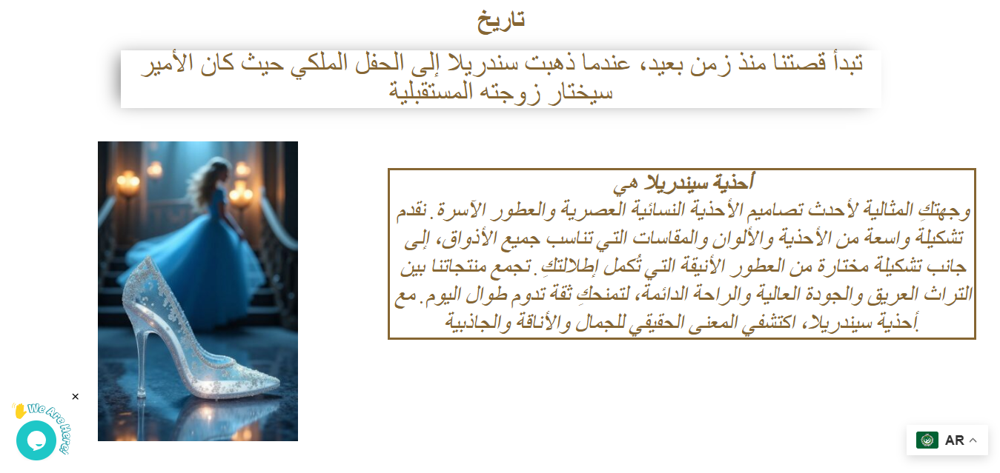 تاريخ
تبدأ قصتنا منذ زمن بعيد، عندما ذهبت سندريلا إلى الحفل الملكي حيث كان الأمير
سيختار زوجته المستقبلية
أحذية سيندريلا هي
وجهتكِ المثالية لأحدث تصاميم الأحذية النسائية العصرية والعطور الآسرة. نقدم
تشكيلة واسعة من الأحذية والألوان والمقاسات التي تناسب جميع الأذواق، إلى
جانب تشكيلة مختارة من العطور الأنيقة التي تُكمل إطلالتكِ. تجمع منتجاتنا بين
التراث العريق والجودة العالية والراحة الدائمة، لتمنحكِ ثقة تدوم طوال اليوم. مع
.أحذية سيندريلا، اكتشفي المعنى الحقيقي للجمال والأناقة والجاذبية
We Are Here!
AR